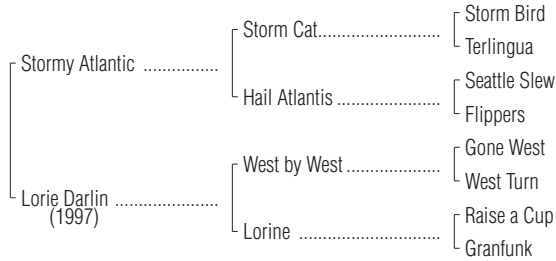 Storm Bird
Storm Cat
Terlingua
Stormy Atlantic
Seattle Slew
Hail Atlantis
Flippers
Gone West
West by West
West Turn
Lorie Darlin
(1997)
Raise a Cup
Lorine
Granfunk